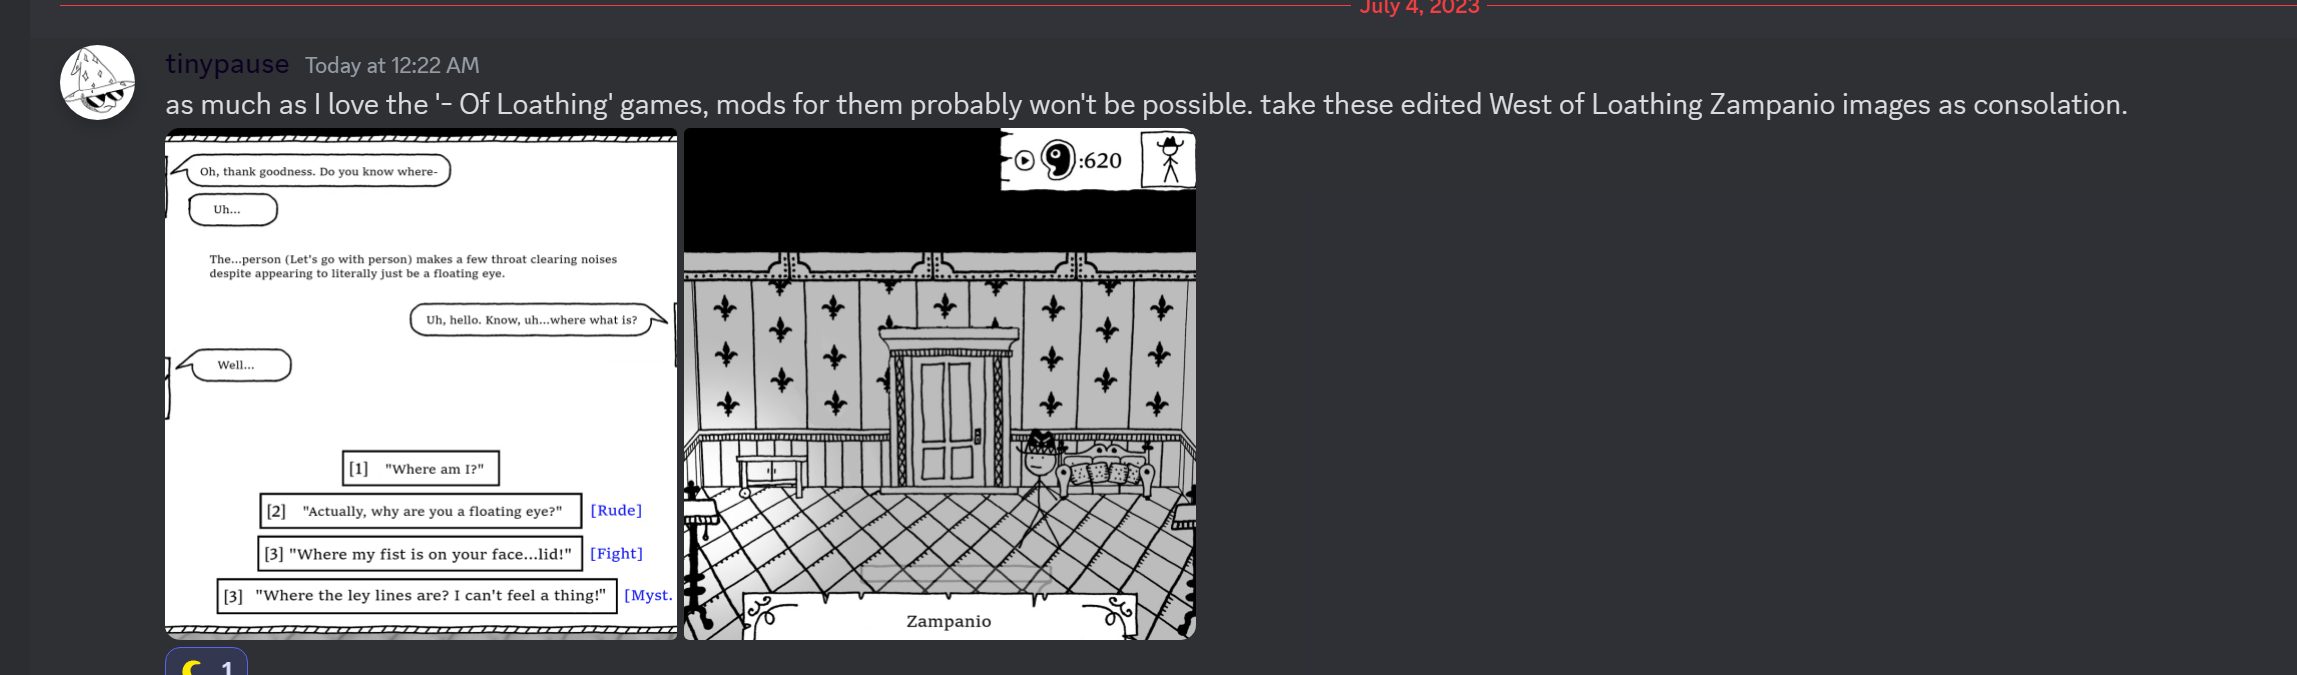 July 4, 2023
tinypause Today at 12:22 AM
as much as I love the '- Of Loathing' games, mods for them probably won't be possible. take these edited West of Loathing Zampanio images as consolation.
Oh, thank goodness. Do you know where-
Uh...
The...person (Let's go with person) makes a few throat clearing noises
despite appearing to literally just be a floating eye.
Uh, hello. Know, uh...where what is?
Well...
[1] "Where am I?"
[2] "Actually, why are you a floating eye?" [Rude]
[3] "Where my fist is on your face...lid!" [Fight]
[3] "Where the ley lines are? I can't feel a thing!" [Myst.
:620
Zampanio
1